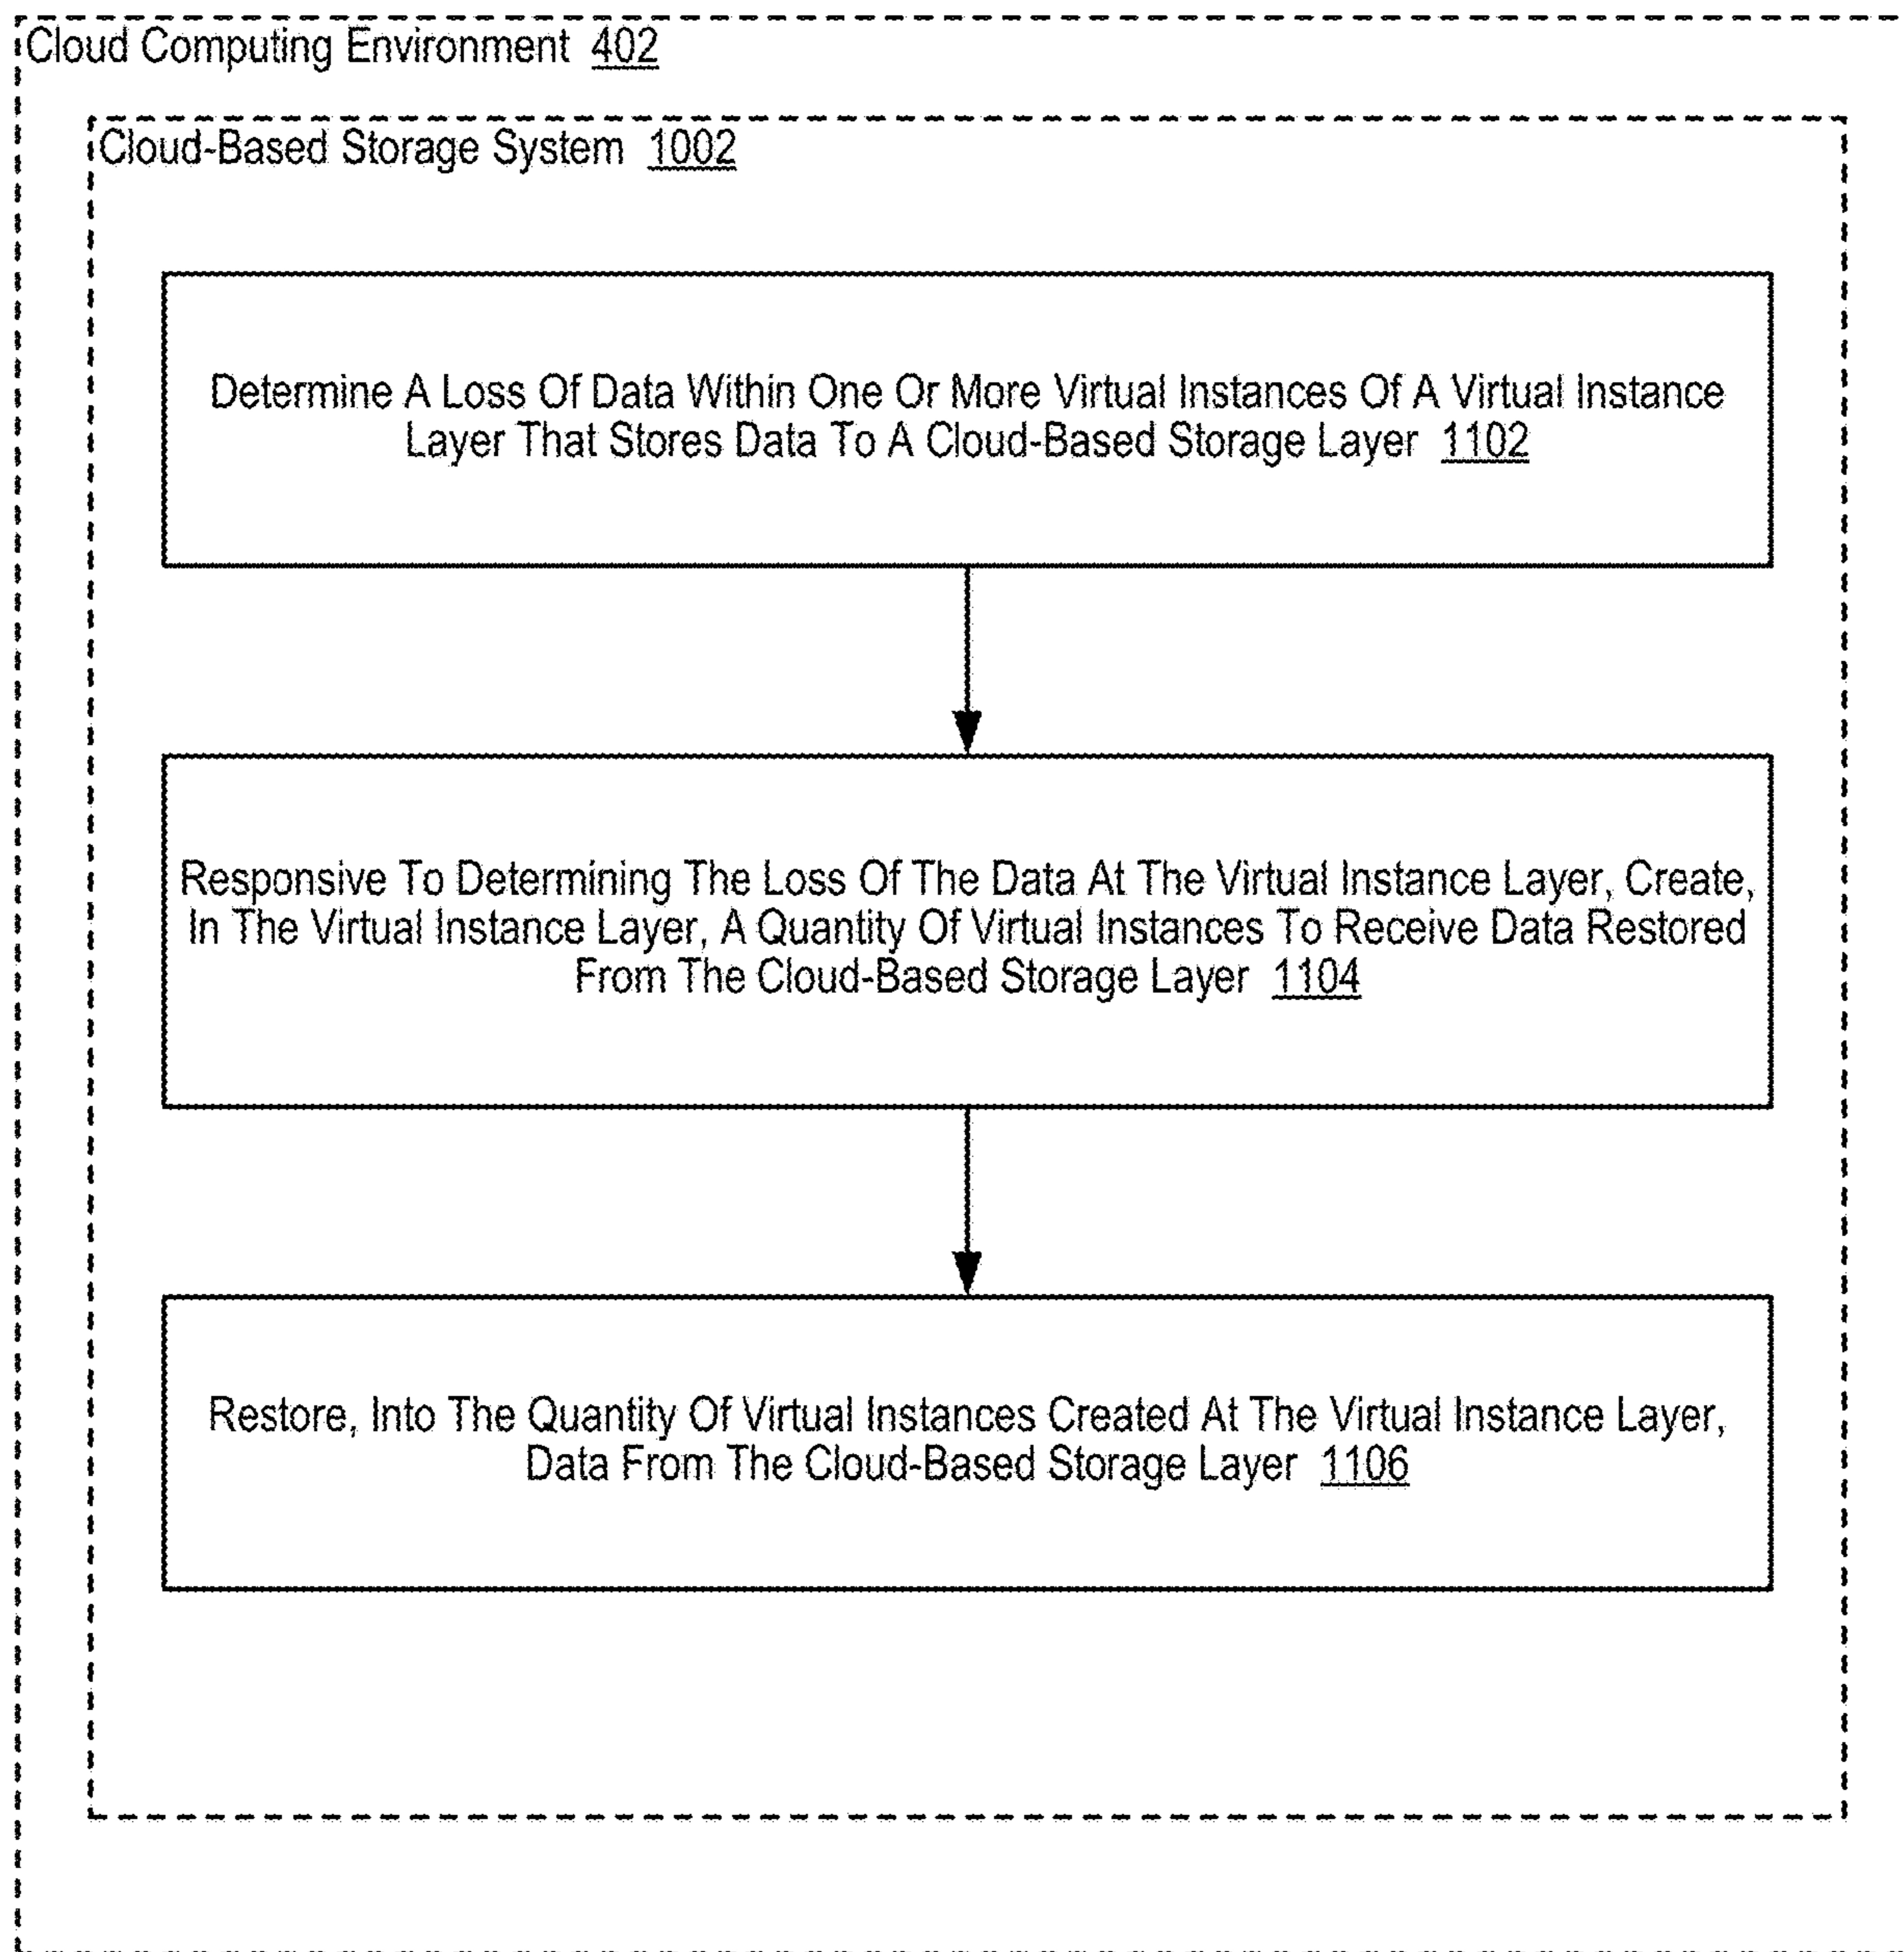 Cloud Computing Environment 402
Cloud-Based Storage System 1002
Determine A Loss Of Data Within One Or More Virtual Instances Of A Virtual Instance
Layer That Stores Data To A Cloud-Based Storage Layer 1102
Responsive To Determining The Loss Of The Data At The Virtual Instance Layer, Create,
In The Virtual Instance Layer, A Quantity Of Virtual Instances To Receive Data Restored
From The Cloud-Based Storage Layer 1104
Restore, Into The Quantity Of Virtual Instances Created At The Virtual Instance Layer,
Data From The Cloud-Based Storage Layer 1106